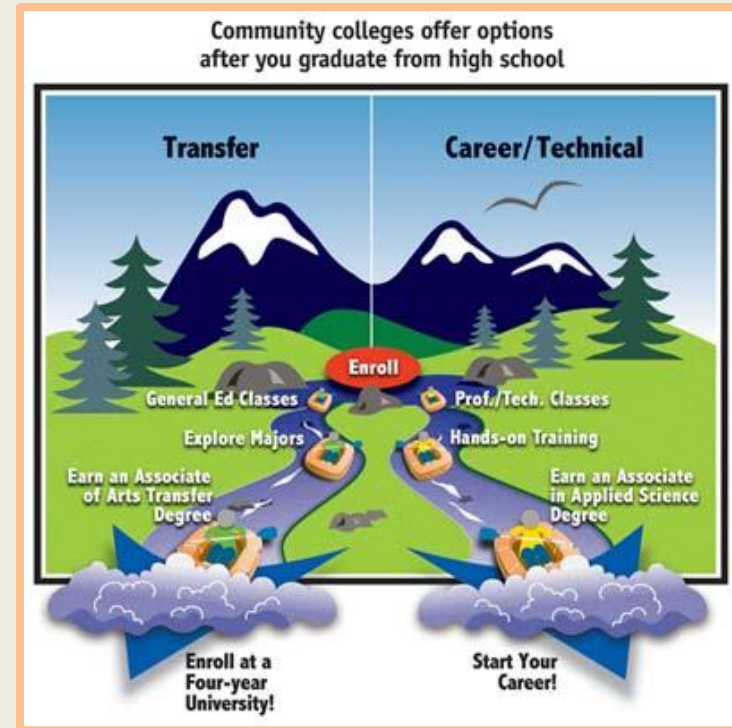 Community colleges offer options
after you graduate from high school
Transfer
Career/Technical
Enroll
General Ed Classes
Prof./Tech. Classes
Explore Majors
Hands-on Training
Earn an Associate
of Arts Transfer
Degree
Earn an Associate
in Applied Science
Degree
Enroll at a
Four-year
University!
Start Your
Career!